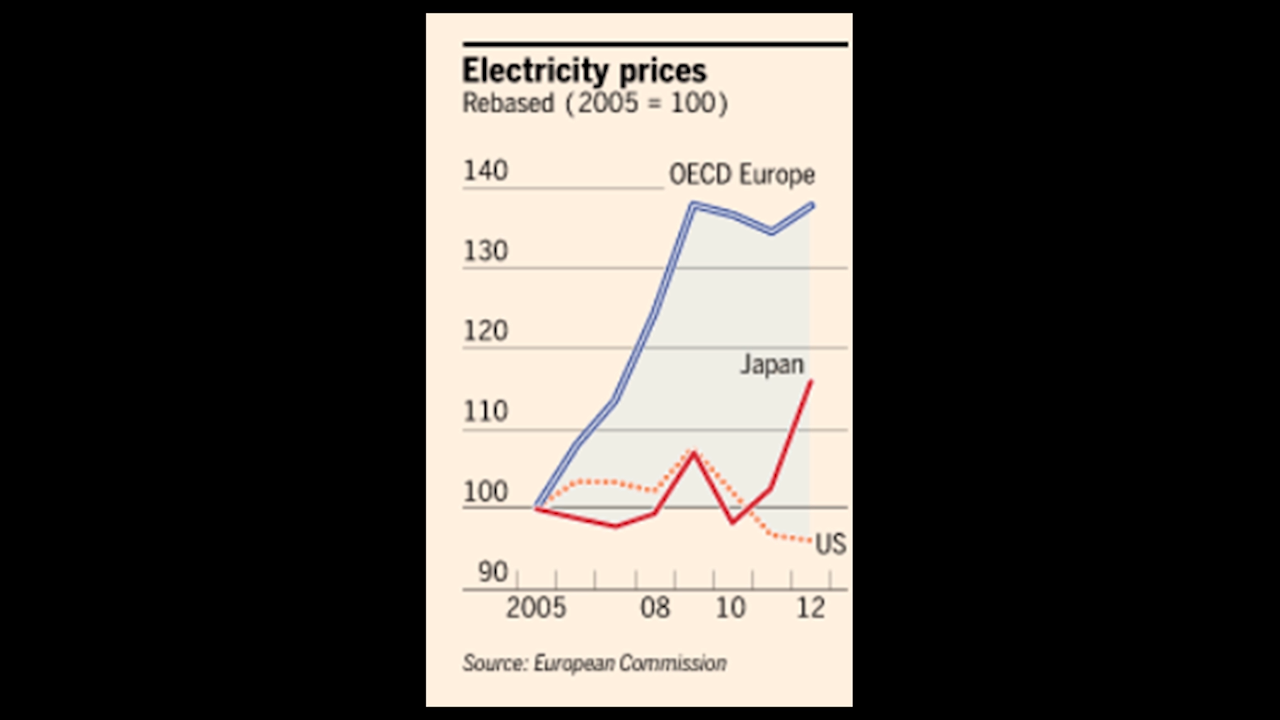 Electricity prices
Rebased (2005 = 100)
140
OECD Europe
130
120
Japan
110
100
US
90
2005 08 10 12
Source: European Commission